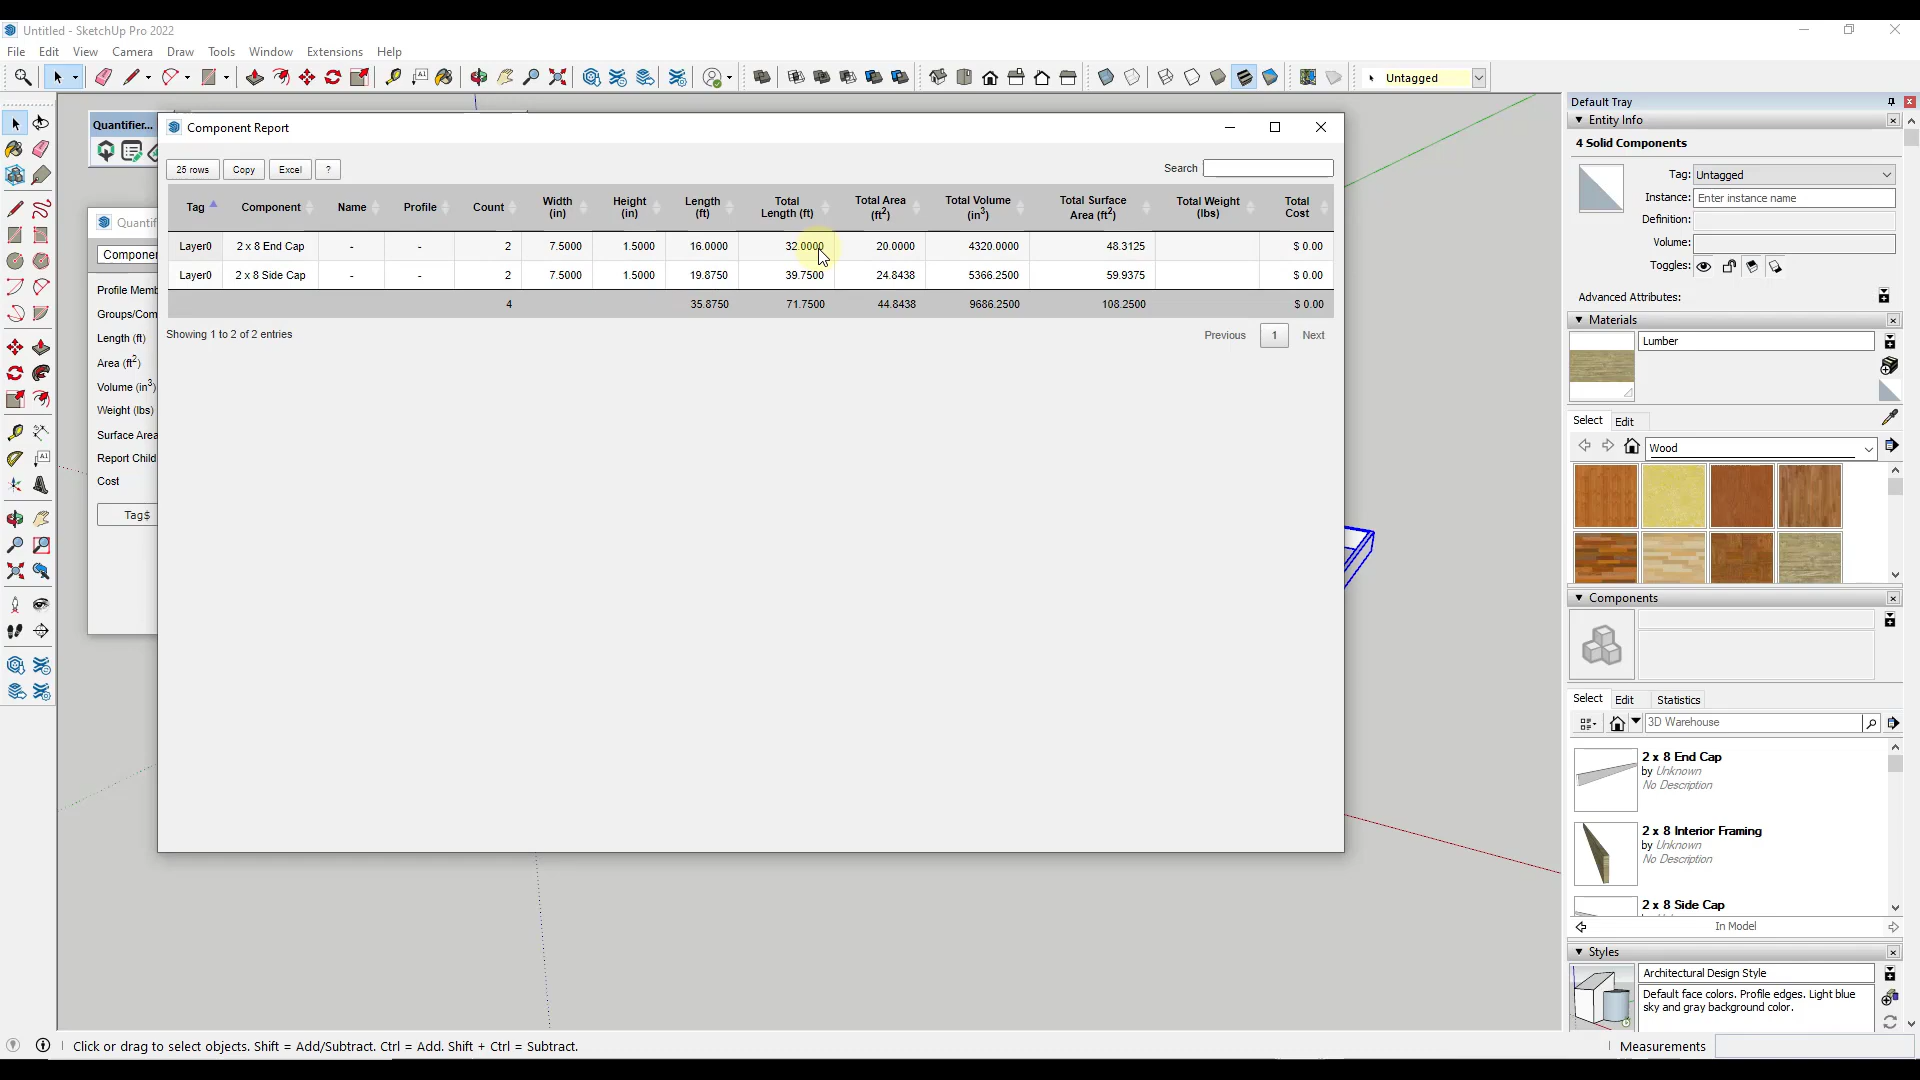 Untitled - SketchUp Pro 2022
File Edit View Camera Draw Tools Window Extensions Help
Untagged
Default Tray
Entity Info
4 Solid Components
Tag: Untagged
Instance: Enter instance name
Definition:
Volume:
Toggles:
Advanced Attributes:
Materials
Lumber
Select Edit
Wood
Components
Select Edit Statistics
3D Warehouse
2 x 8 End Cap
by Unknown
No Description
2 x 8 Interior Framing
by Unknown
No Description
2 x 8 Side Cap
In Model
Styles
Architectural Design Style
Default face colors. Profile edges. Light blue
sky and gray background color.
Quantifier...
Quantif
Componer
Profile Memb
Groups/Com
Length (ft)
Area (ft2)
Volume (in3)
Weight (lbs)
Surface Area
Report Child
Cost
Tag$
Component Report
25 rows Copy Excel ? Search
Tag Component Name Profile Count Width (in) Height (in) Length (ft) Total Length (ft) Total Area (ft2) Total Volume (in3) Total Surface Area (ft2) Total Weight (lbs) Total Cost
Layer0 2 x 8 End Cap - - 2 7.5000 1.5000 16.0000 32.0000 20.0000 4320.0000 48.3125 $ 0.00
Layer0 2 x 8 Side Cap - - 2 7.5000 1.5000 19.8750 39.7500 24.8438 5366.2500 59.9375 $ 0.00
4 35.8750 71.7500 44.8438 9686.2500 108.2500 $ 0.00
Showing 1 to 2 of 2 entries Previous 1 Next
Click or drag to select objects. Shift = Add/Subtract. Ctrl = Add. Shift + Ctrl = Subtract.
Measurements